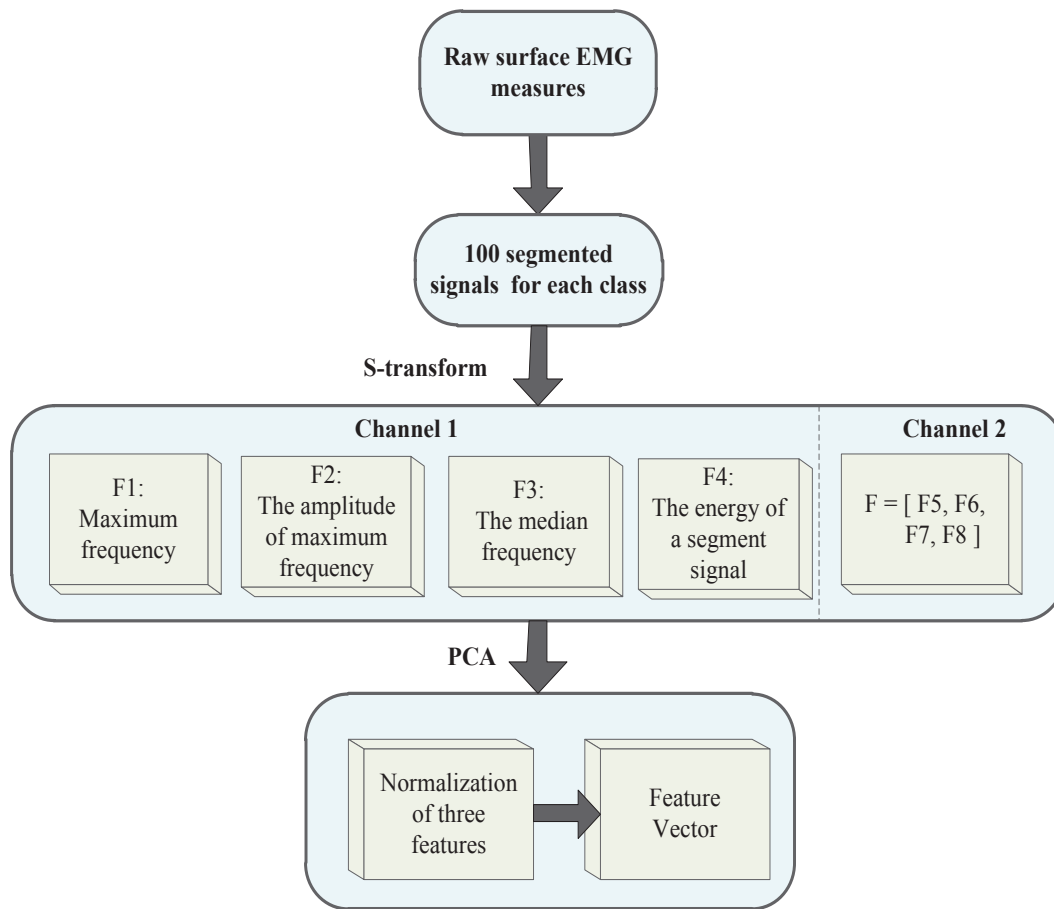 Raw surface EMG
measures
100 segmented
signals for each class
S-transform
Channel 1
Channel 2
F1:
Maximum
frequency
F2:
The amplitude
of maximum
frequency
F3:
The median
frequency
F4:
The energy of
a segment
signal
F = [ F5, F6,
F7, F8 ]
PCA
Normalization
of three
features
Feature
Vector